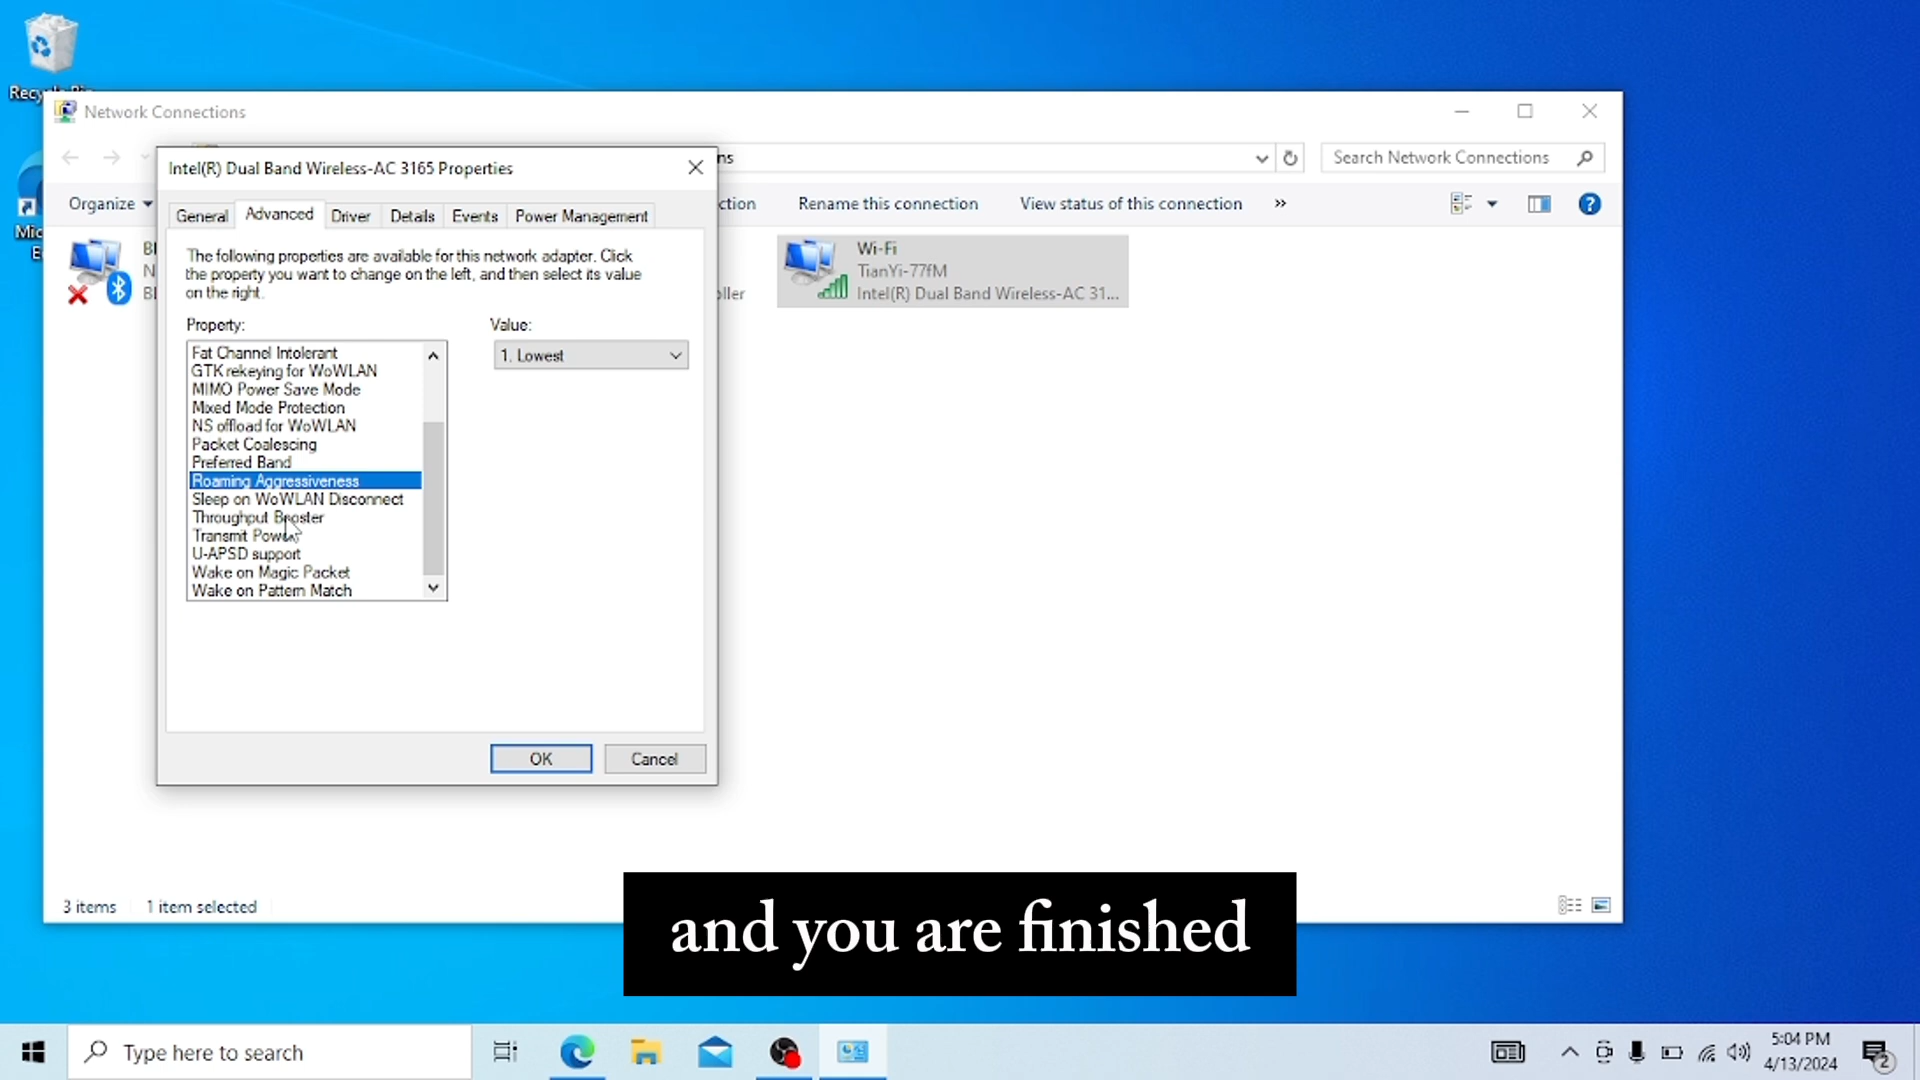 Network Connections
Intel(R) Dual Band Wireless-AC 3165 Properties
Search Network Connections
Organize
Rename this connection
View status of this connection
»
General
Advanced
Driver
Details
Events
Power Management
The following properties are available for this network adapter. Click
the property you want to change on the left, and then select its value
on the right.
Wi-Fi
TianYi-77fM
Intel(R) Dual Band Wireless-AC 31...
Property:
Value:
Fat Channel Intolerant
GTK rekeying for WoWLAN
MIMO Power Save Mode
Mixed Mode Protection
NS offload for WoWLAN
Packet Coalescing
Preferred Band
Roaming Aggressiveness
Sleep on WoWLAN Disconnect
Throughput Booster
Transmit Power
U-APSD support
Wake on Magic Packet
Wake on Pattern Match
1. Lowest
OK
Cancel
3 items
1 item selected
and you are finished
Type here to search
5:04 PM
4/13/2024
2